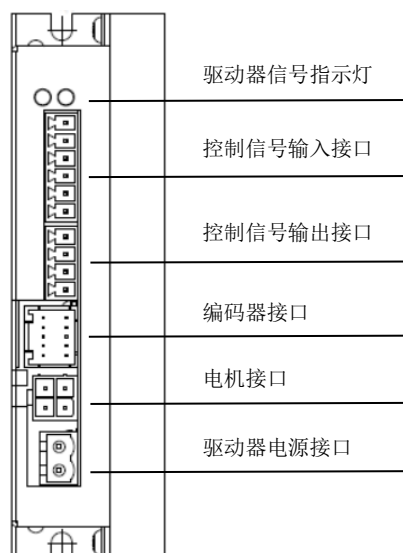 驱动器信号指示灯
控制信号输入接口
控制信号输出接口
编码器接口
电机接口
驱动器电源接口